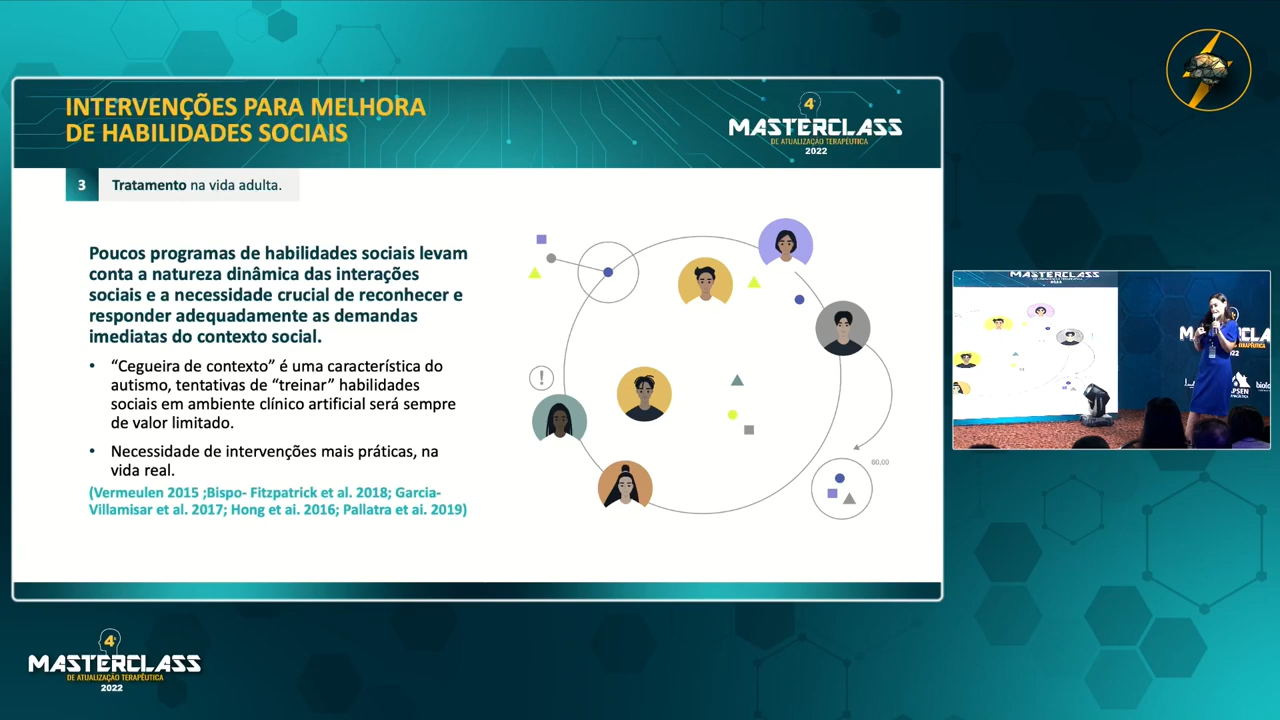 INTERVENÇÕES PARA MELHORA
DE HABILIDADES SOCIAIS
4ª
MASTERCLASS
DE ATUALIZAÇÃO TERAPÊUTICA
2022
3
Tratamento na vida adulta.
Poucos programas de habilidades sociais levam
conta a natureza dinâmica das interações
sociais e a necessidade crucial de reconhecer e
responder adequadamente as demandas
imediatas do contexto social.
• “Cegueira de contexto” é uma característica do
autismo, tentativas de “treinar” habilidades
sociais em ambiente clínico artificial será sempre
de valor limitado.
• Necessidade de intervenções mais práticas, na
vida real.
(Vermeulen 2015 ;Bispo- Fitzpatrick et al. 2018; Garcia-
Villamisar et al. 2017; Hong et ai. 2016; Pallatra et ai. 2019)
!
60,00
MASTERCLASS
4ª
MASTERCLASS
DE ATUALIZAÇÃO TERAPÊUTICA
2022